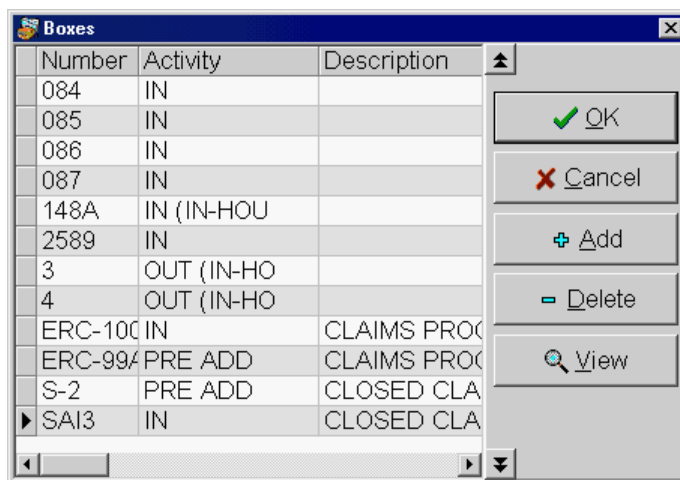 Boxes
Number Activity Description
084 IN
085 IN
086 IN
087 IN
148A IN (IN-HOU
2589 IN
3 OUT (IN-HO
4 OUT (IN-HO
ERC-100 IN CLAIMS PROC
ERC-99A PRE ADD CLAIMS PROC
S-2 PRE ADD CLOSED CLA
SAI3 IN CLOSED CLA
OK
Cancel
Add
Delete
View